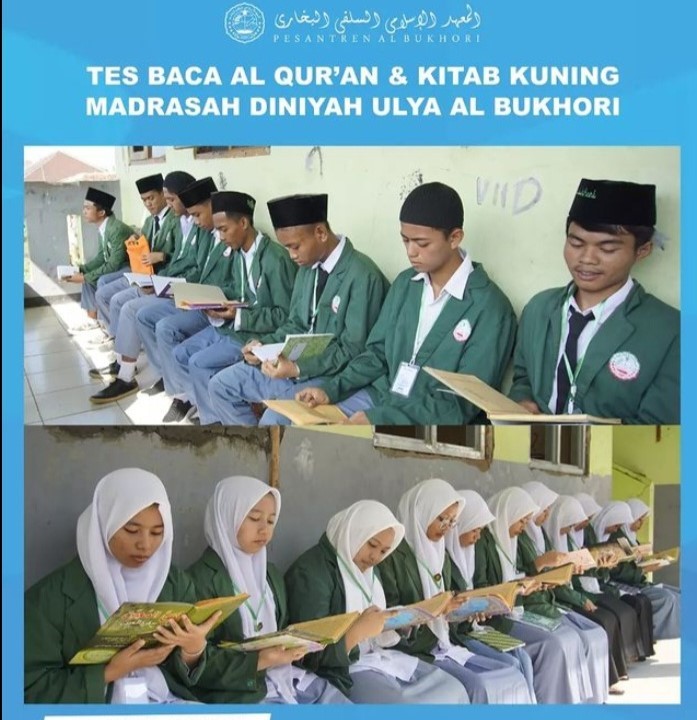 المعهد الإسلامي السلفي البخاري
PESANTREN AL BUKHORI
TES BACA AL QUR'AN & KITAB KUNING
MADRASAH DINIYAH ULYA AL BUKHORI
VII D